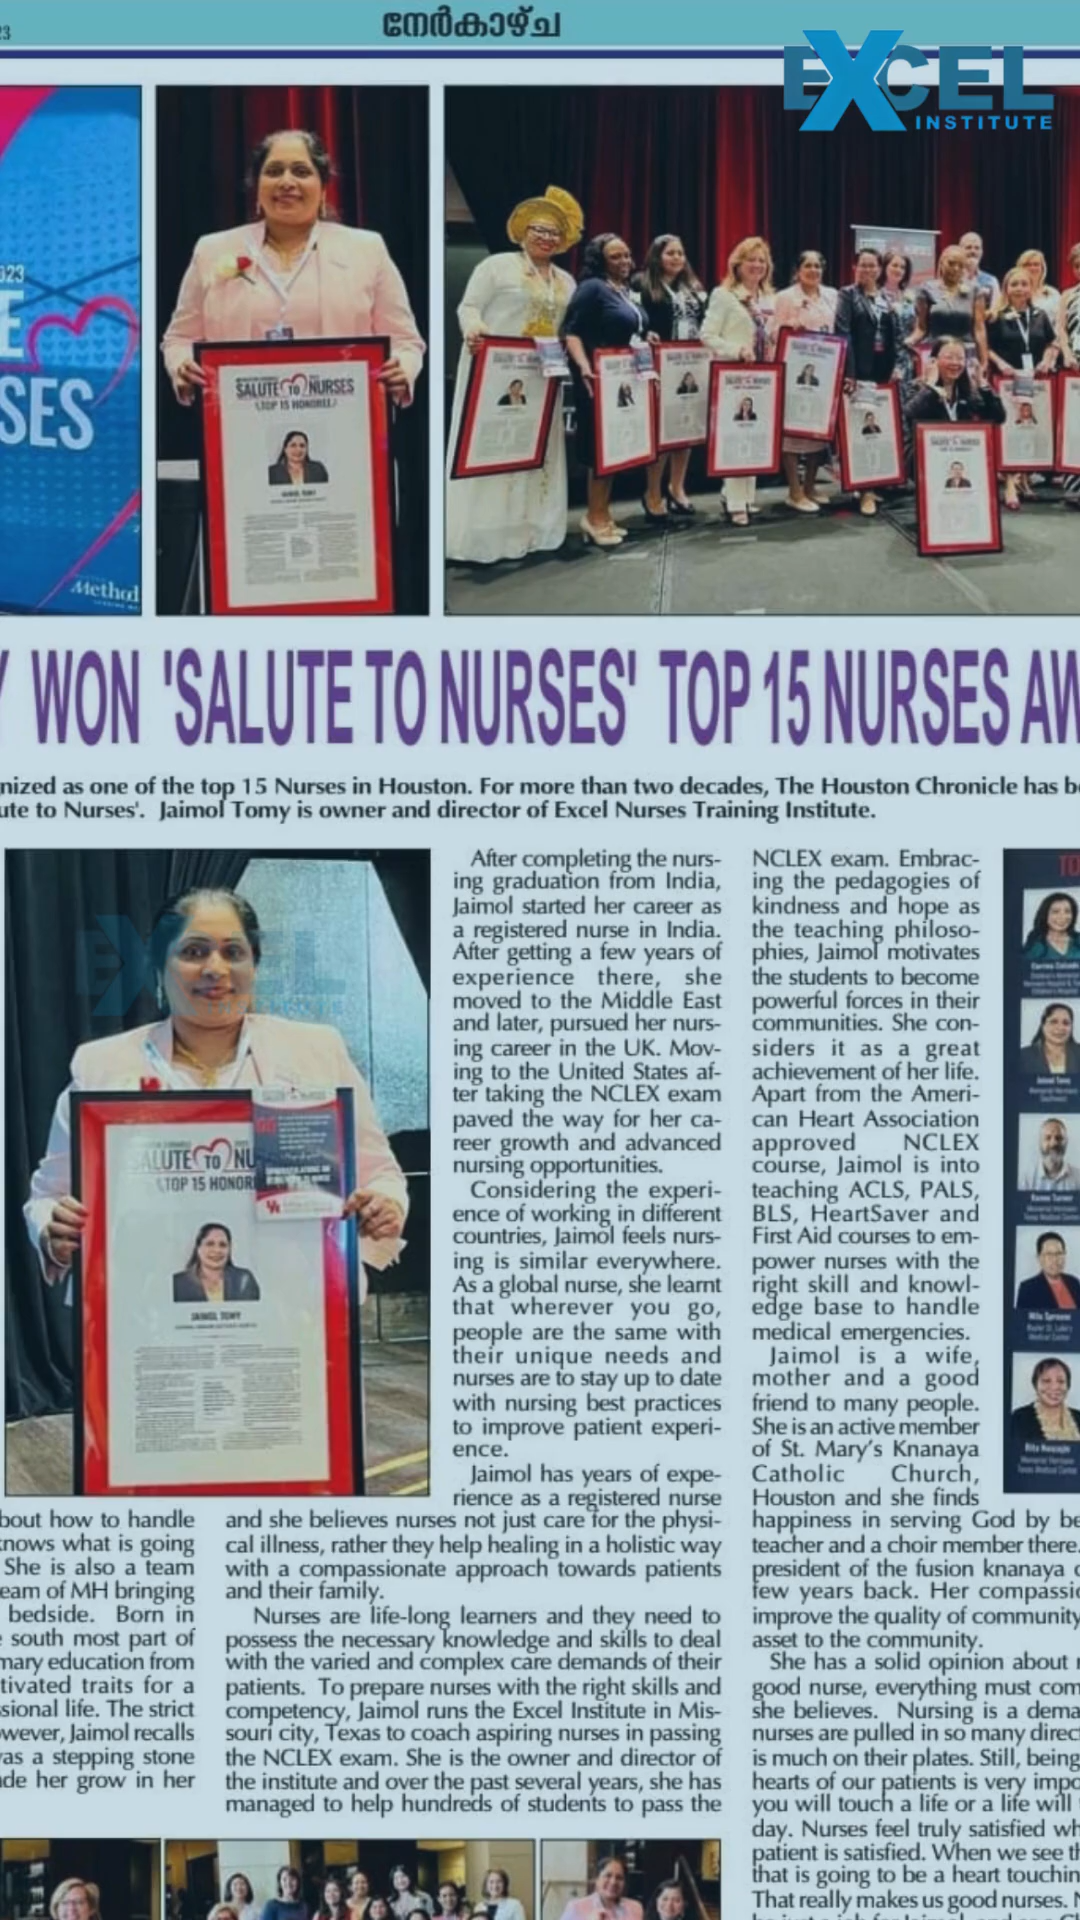 23
നേർകാഴ്ച
EXCEL
INSTITUTE
023
E
SES
Method
SALUTE TO NURSES
TOP 15 HONOREE
JAIMOL TOMY
Y WON 'SALUTE TO NURSES' TOP 15 NURSES AW
nized as one of the top 15 Nurses in Houston. For more than two decades, The Houston Chronicle has be
ute to Nurses'. Jaimol Tomy is owner and director of Excel Nurses Training Institute.
EXCEL
ALUTE TO NU
TOP 15 HONOR
JAIMOL TOMY
After completing the nurs-
ing graduation from India,
Jaimol started her career as
a registered nurse in India.
After getting a few years of
experience there, she
moved to the Middle East
and later, pursued her nurs-
ing career in the UK. Mov-
ing to the United States af-
ter taking the NCLEX exam
paved the way for her ca-
reer growth and advanced
nursing opportunities.
Considering the experi-
ence of working in different
countries, Jaimol feels nurs-
ing is similar everywhere.
As a global nurse, she learnt
that wherever you go,
people are the same with
their unique needs and
nurses are to stay up to date
with nursing best practices
to improve patient experi-
ence.
Jaimol has years of expe-
rience as a registered nurse
and she believes nurses not just care for the physi-
cal illness, rather they help healing in a holistic way
with a compassionate approach towards patients
and their family.
Nurses are life-long learners and they need to
possess the necessary knowledge and skills to deal
with the varied and complex care demands of their
patients. To prepare nurses with the right skills and
competency, Jaimol runs the Excel Institute in Mis-
souri city, Texas to coach aspiring nurses in passing
the NCLEX exam. She is the owner and director of
the institute and over the past several years, she has
managed to help hundreds of students to pass the
NCLEX exam. Embrac-
ing the pedagogies of
kindness and hope as
the teaching philoso-
phies, Jaimol motivates
the students to become
powerful forces in their
communities. She con-
siders it as a great
achievement of her life.
Apart from the Ameri-
can Heart Association
approved NCLEX
course, Jaimol is into
teaching ACLS, PALS,
BLS, HeartSaver and
First Aid courses to em-
power nurses with the
right skill and knowl-
edge base to handle
medical emergencies.
Jaimol is a wife,
mother and a good
friend to many people.
She is an active member
of St. Mary's Knanaya
Catholic Church,
Houston and she finds
happiness in serving God by be
teacher and a choir member there.
president of the fusion knanaya c
few years back. Her compassio
improve the quality of community
asset to the community.
She has a solid opinion about n
good nurse, everything must com
she believes. Nursing is a dema
nurses are pulled in so many direct
is much on their plates. Still, being
hearts of our patients is very impo
you will touch a life or a life will
day. Nurses feel truly satisfied wh
patient is satisfied. When we see th
that is going to be a heart touchin
That really makes us good nurses. N
bout how to handle
knows what is going
She is also a team
eam of MH bringing
bedside. Born in
e south most part of
mary education from
tivated traits for a
ssional life. The strict
owever, Jaimol recalls
vas a stepping stone
de her grow in her
TO